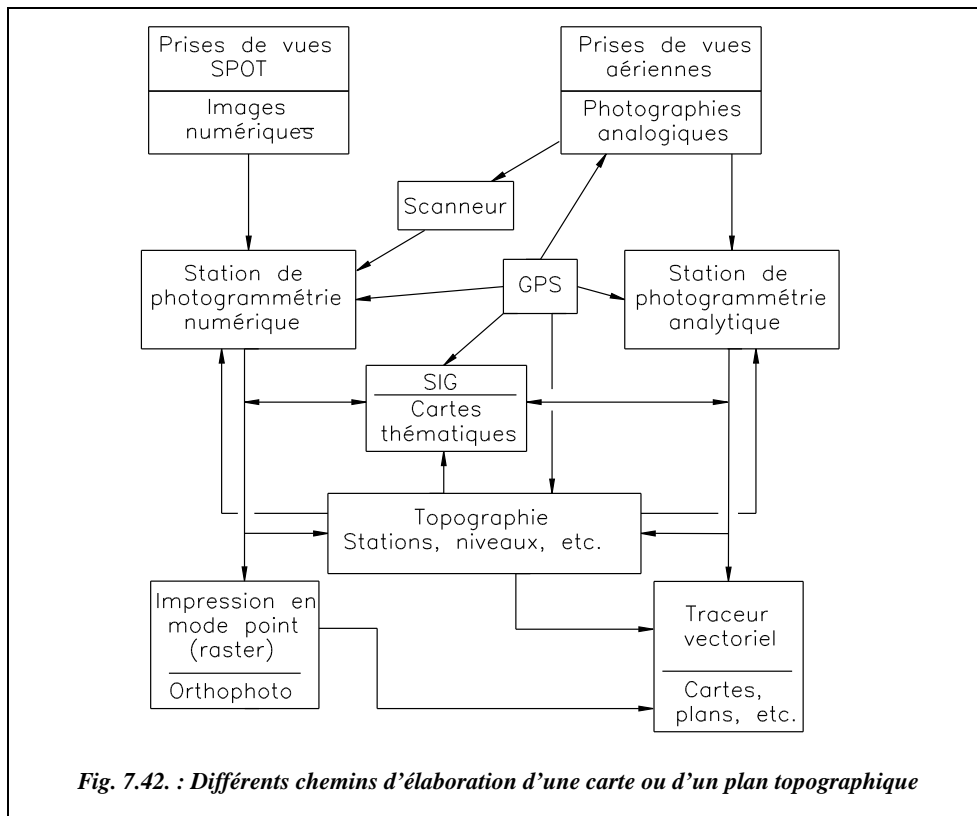 Prises de vues
SPOT
Images
numériques
Prises de vues
aériennes
Photographies
analogiques
Scanneur
Station de
photogrammétrie
numérique
GPS
Station de
photogrammétrie
analytique
SIG
Cartes
thématiques
Topographie
Stations, niveaux, etc.
Impression en
mode point
(raster)
Orthophoto
Traceur
vectoriel
Cartes,
plans, etc.
Fig. 7.42. : Différents chemins d'élaboration d'une carte ou d'un plan topographique